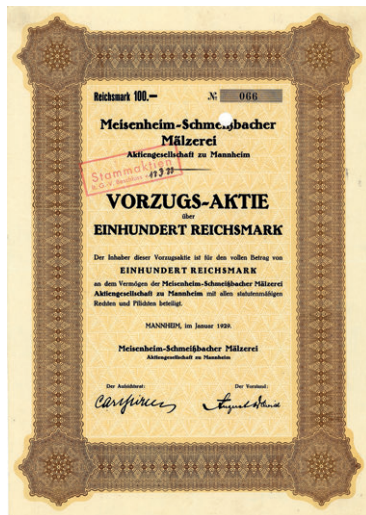 Reichsmark 100.— № 066
Meisenheim-Schmeißbacher
Mälzerei
Aktiengesellschaft zu Mannheim
Stammaktien
VORZUGS-AKTIE
über
EINHUNDERT REICHSMARK
Der Inhaber dieser Vorzugsaktie ist für den vollen Betrag von
EINHUNDERT REICHSMARK
an dem Vermögen der Meisenheim-Schmeißbacher Mälzerei
Aktiengesellschaft zu Mannheim mit allen statutenmäßigen
Rechten und Pflichten beteiligt.
MANNHEIM, im Januar 1929.
Meisenheim-Schmeißbacher Mälzerei
Aktiengesellschaft zu Mannheim
Der Aufsichtsrat: Der Vorstand: